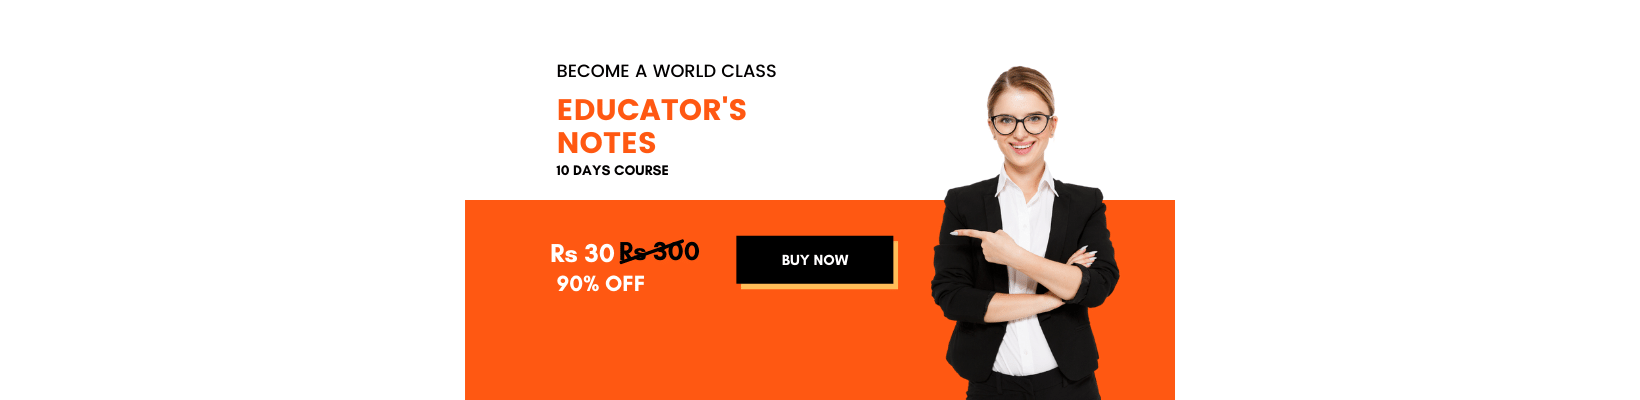 BECOME A WORLD CLASS
EDUCATOR'S
NOTES
10 DAYS COURSE
Rs 30 Rs 300
90% OFF
BUY NOW